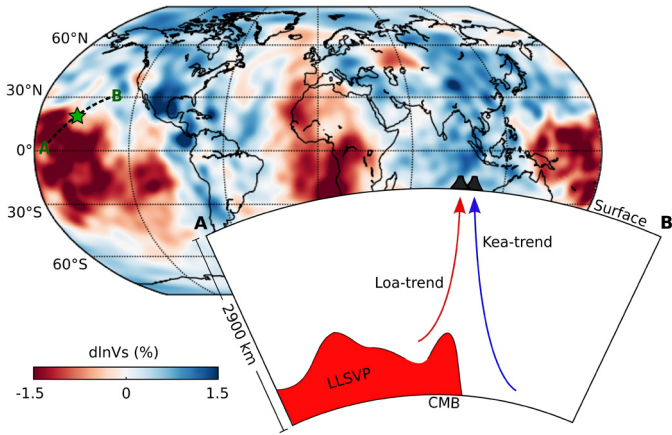 60°N
30°N
0°
30°S
60°S
A
B
A
B
Surface
Kea-trend
Loa-trend
2900 km
LLSVP
CMB
dlnVs (%)
-1.5 0 1.5